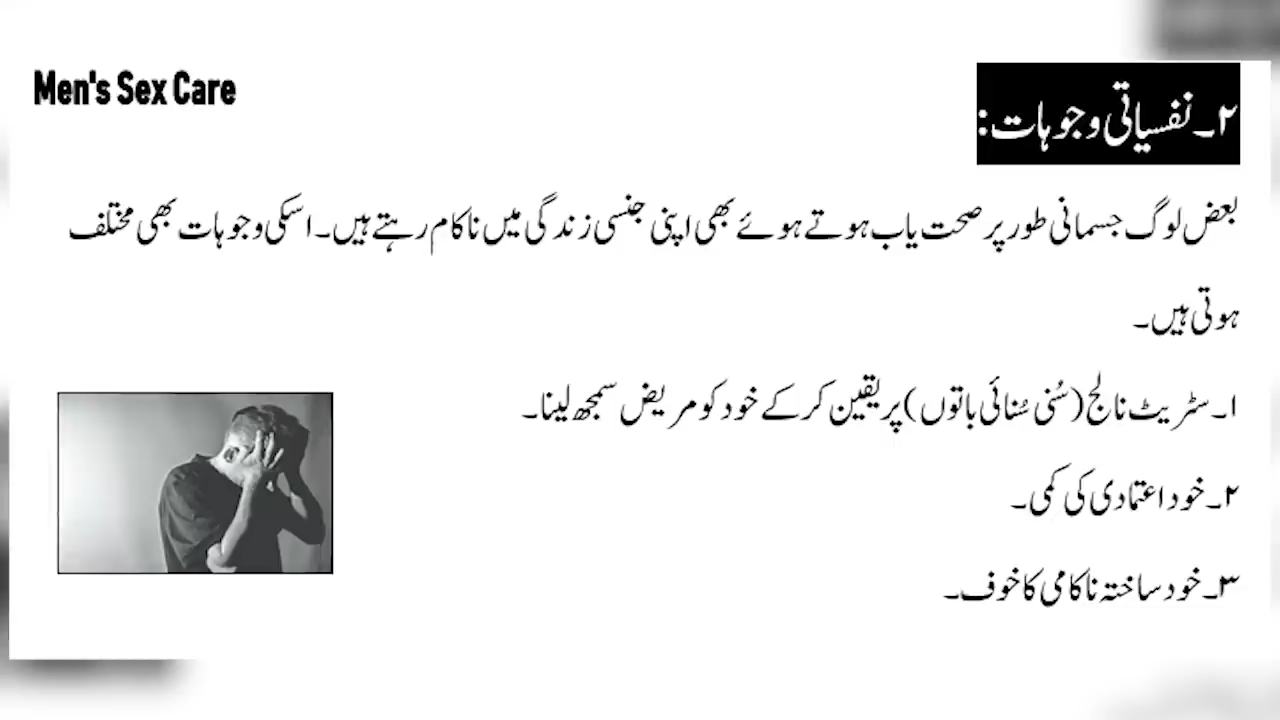 Men's Sex Care
۲۔نفسیاتی وجوہات:
بعض لوگ جسمانی طور پر صحت یاب ہوتے ہوئے بھی اپنی جنسی زندگی میں ناکام رہتے ہیں۔ اسکی وجوہات بھی مختلف
ہوتی ہیں۔
۱۔سٹریٹ نالج (سُنی سُنائی باتوں) پر یقین کر کے خود کو مریض سمجھ لینا۔
۲۔خود اعتمادی کی کمی۔
۳۔خود ساختہ ناکامی کا خوف۔